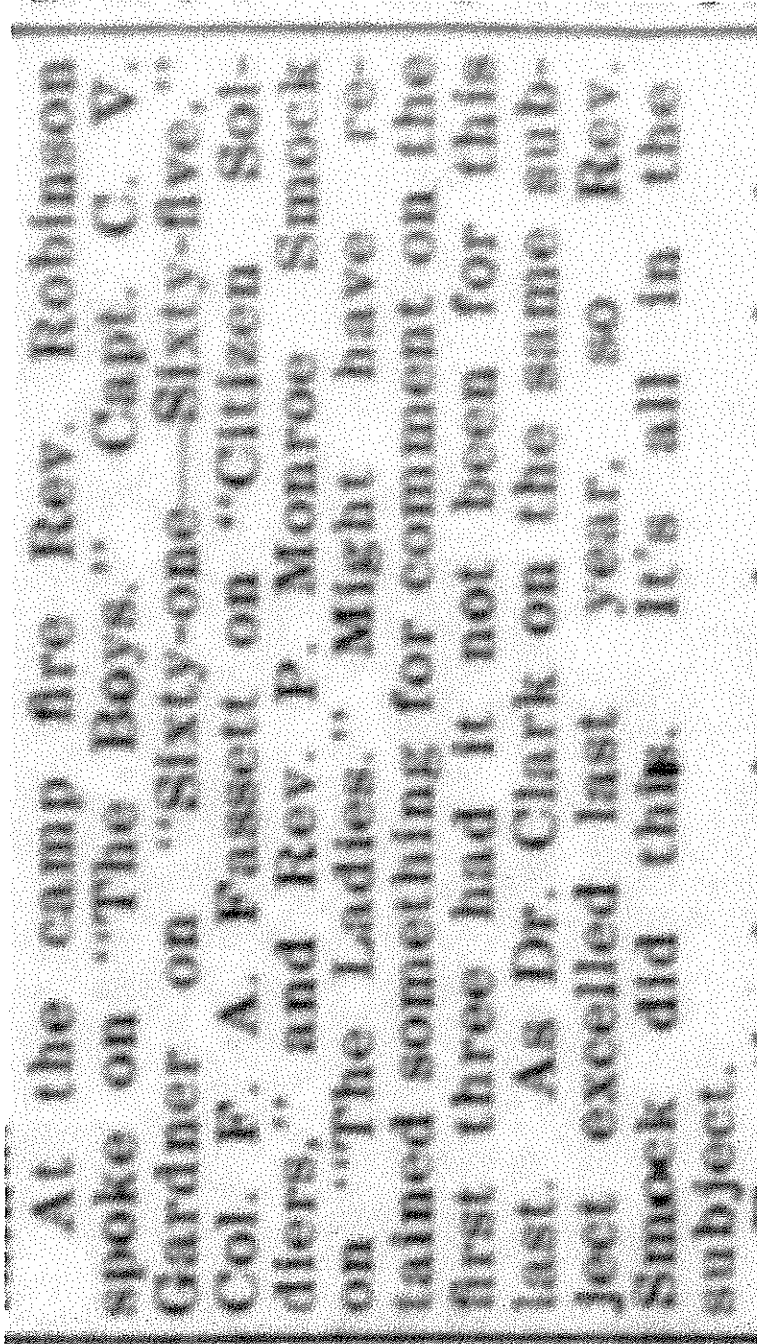 At the camp fire Rev. Robinson
spoke on "The Boys." Capt. C. V.
Gardner on "Sixty-one—Sixty-five,"
Col. F. A. Fassett on "Citizen Sol-
diers," and Rev. P. Monroe Smock
on "The Ladies." Might have re-
tained something for comment on the
first three had it not been for this
last. As Dr. Clark on the same sub-
ject excelled last year, so Rev.
Smock did this. It's all in the
subject.